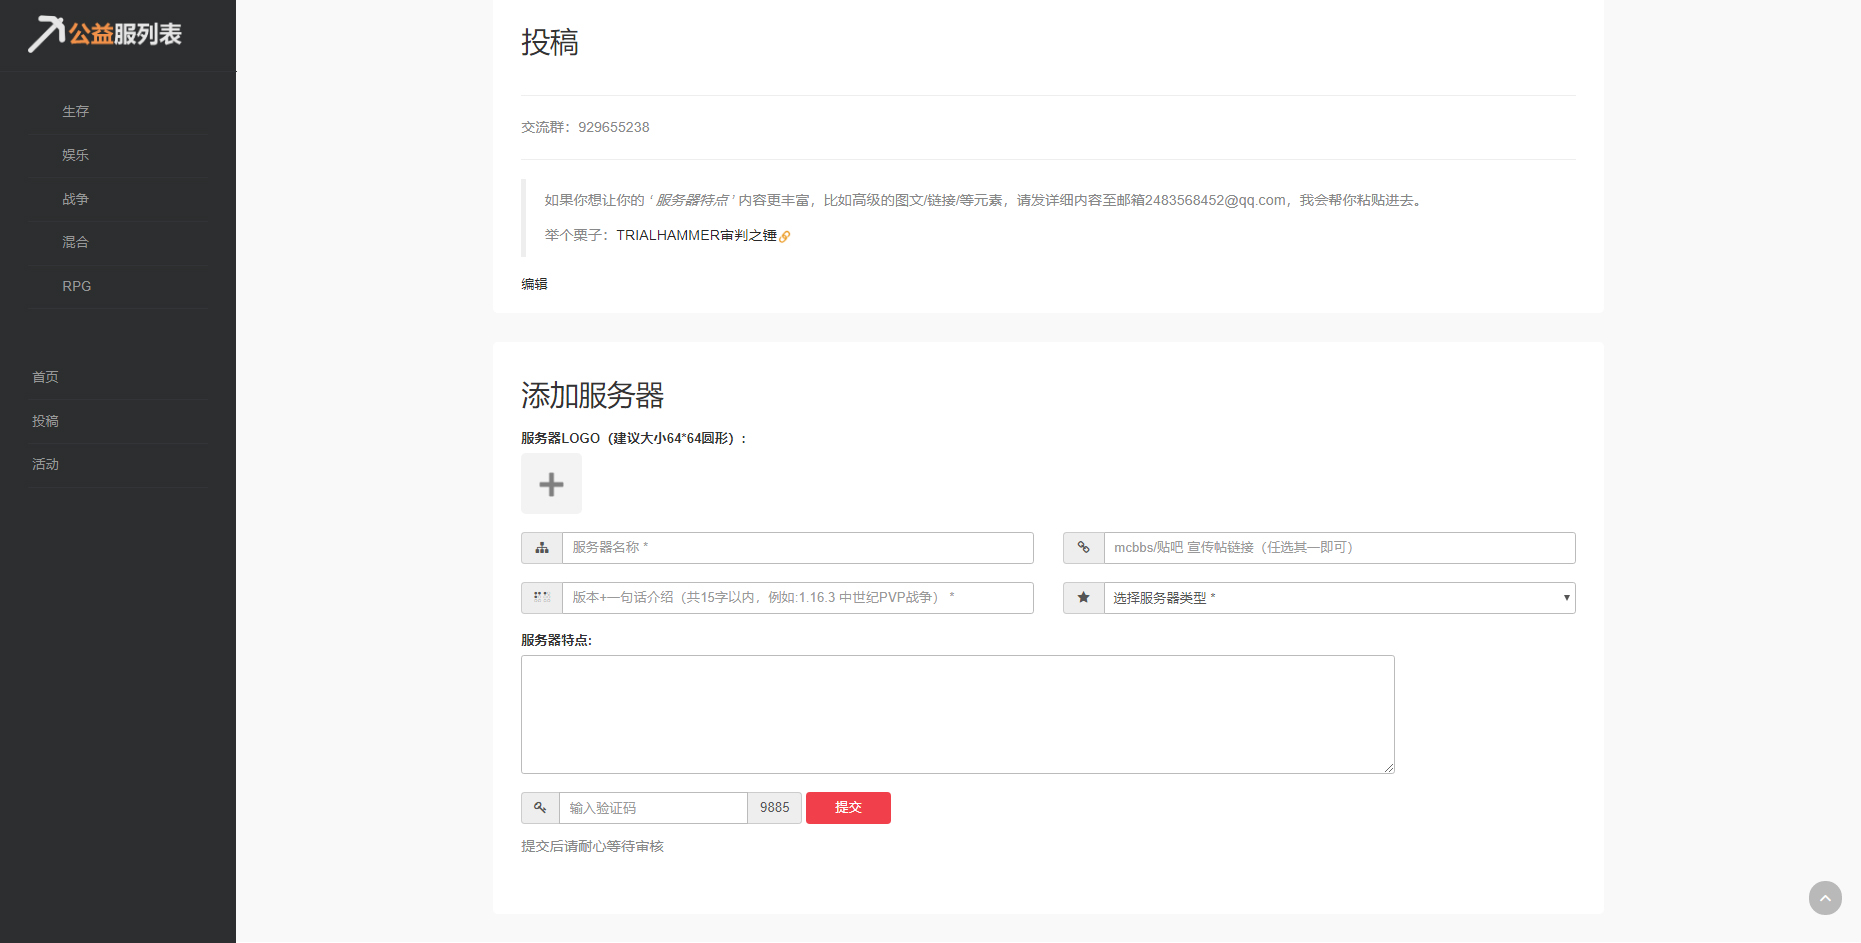 公益服列表
生存
娱乐
战争
混合
RPG
首页
投稿
活动
投稿
交流群：929655238
如果你想让你的 ‘ 服务器特点 ’ 内容更丰富，比如高级的图文/链接/等元素，请发详细内容至邮箱2483568452@qq.com，我会帮你粘贴进去。
举个栗子：TRIALHAMMER审判之锤
编辑
添加服务器
服务器LOGO（建议大小64*64圆形）:
服务器名称 *
mcbbs/贴吧 宣传帖链接（任选其一即可）
版本+一句话介绍（共15字以内，例如:1.16.3 中世纪PVP战争） *
选择服务器类型 *
服务器特点:
输入验证码
9885
提交
提交后请耐心等待审核